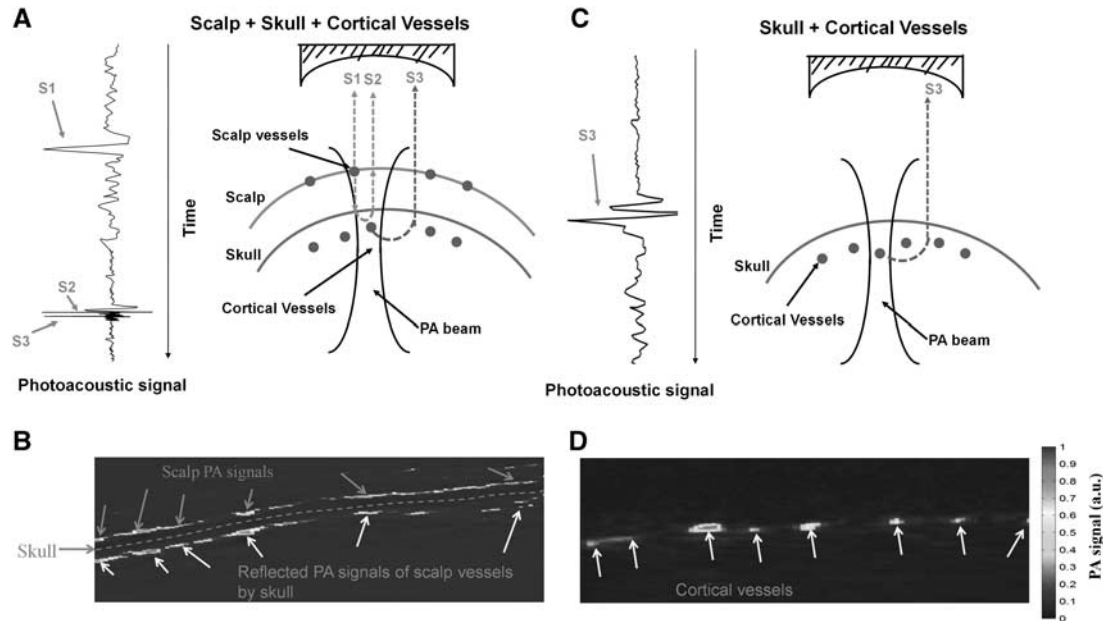 A
Scalp + Skull + Cortical Vessels
S1
S1 S2 S3
Scalp vessels
Scalp
Skull
Time
S2
S3
Cortical Vessels
PA beam
Photoacoustic signal
C
Skull + Cortical Vessels
S3
S3
Time
Skull
Cortical Vessels
PA beam
Photoacoustic signal
B
Scalp PA signals
Skull
Reflected PA signals of scalp vessels
by skull
D
Cortical vessels
1
0.9
0.8
0.7
0.6
0.5
0.4
0.3
0.2
0.1
0
PA signal (a.u.)